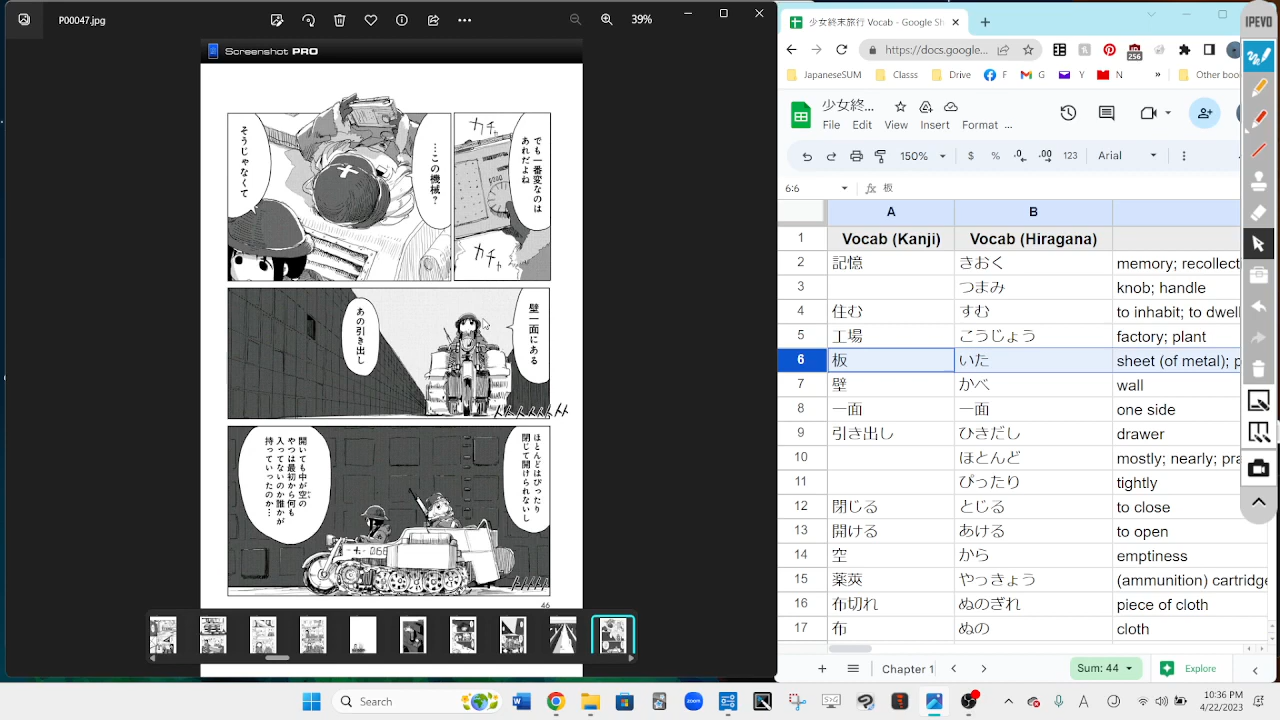 P00047.jpg
39%
Screenshot PRO
でも一番変なのは
あれだよね
カチャ
カチャ
…この機械?
そうじゃなくて
壁一面にある
あの引き出し
ほとんどはぴったり
閉じて開けられないし
開いても中が空の
やつは最初から何も
入ってないのか誰かが
持っていったのか…
46
少女終末旅行 Vocab - Google Sh
https://docs.google...
JapaneseSUM
Classs
Drive
F
G
Y
N
»
Other boo
少女終...
File Edit View Insert Format ...
150%
$ % .0 .00 123 Arial
6:6
fx 板
A B
1 Vocab (Kanji) Vocab (Hiragana)
2 記憶 きおく memory; recollect
3 つまみ knob; handle
4 住む すむ to inhabit; to dwell
5 工場 こうじょう factory; plant
6 板 いた sheet (of metal); p
7 壁 かべ wall
8 一面 一面 one side
9 引き出し ひきだし drawer
10 ほとんど mostly; nearly; pra
11 ぴったり tightly
12 閉じる とじる to close
13 開ける あける to open
14 空 から emptiness
15 薬莢 やっきょう (ammunition) cartridge
16 布切れ ぬのぎれ piece of cloth
17 布 ぬの cloth
Chapter 1
Sum: 44
Explore
IPEVO
Search
zoom
A
10:36 PM
4/22/2023